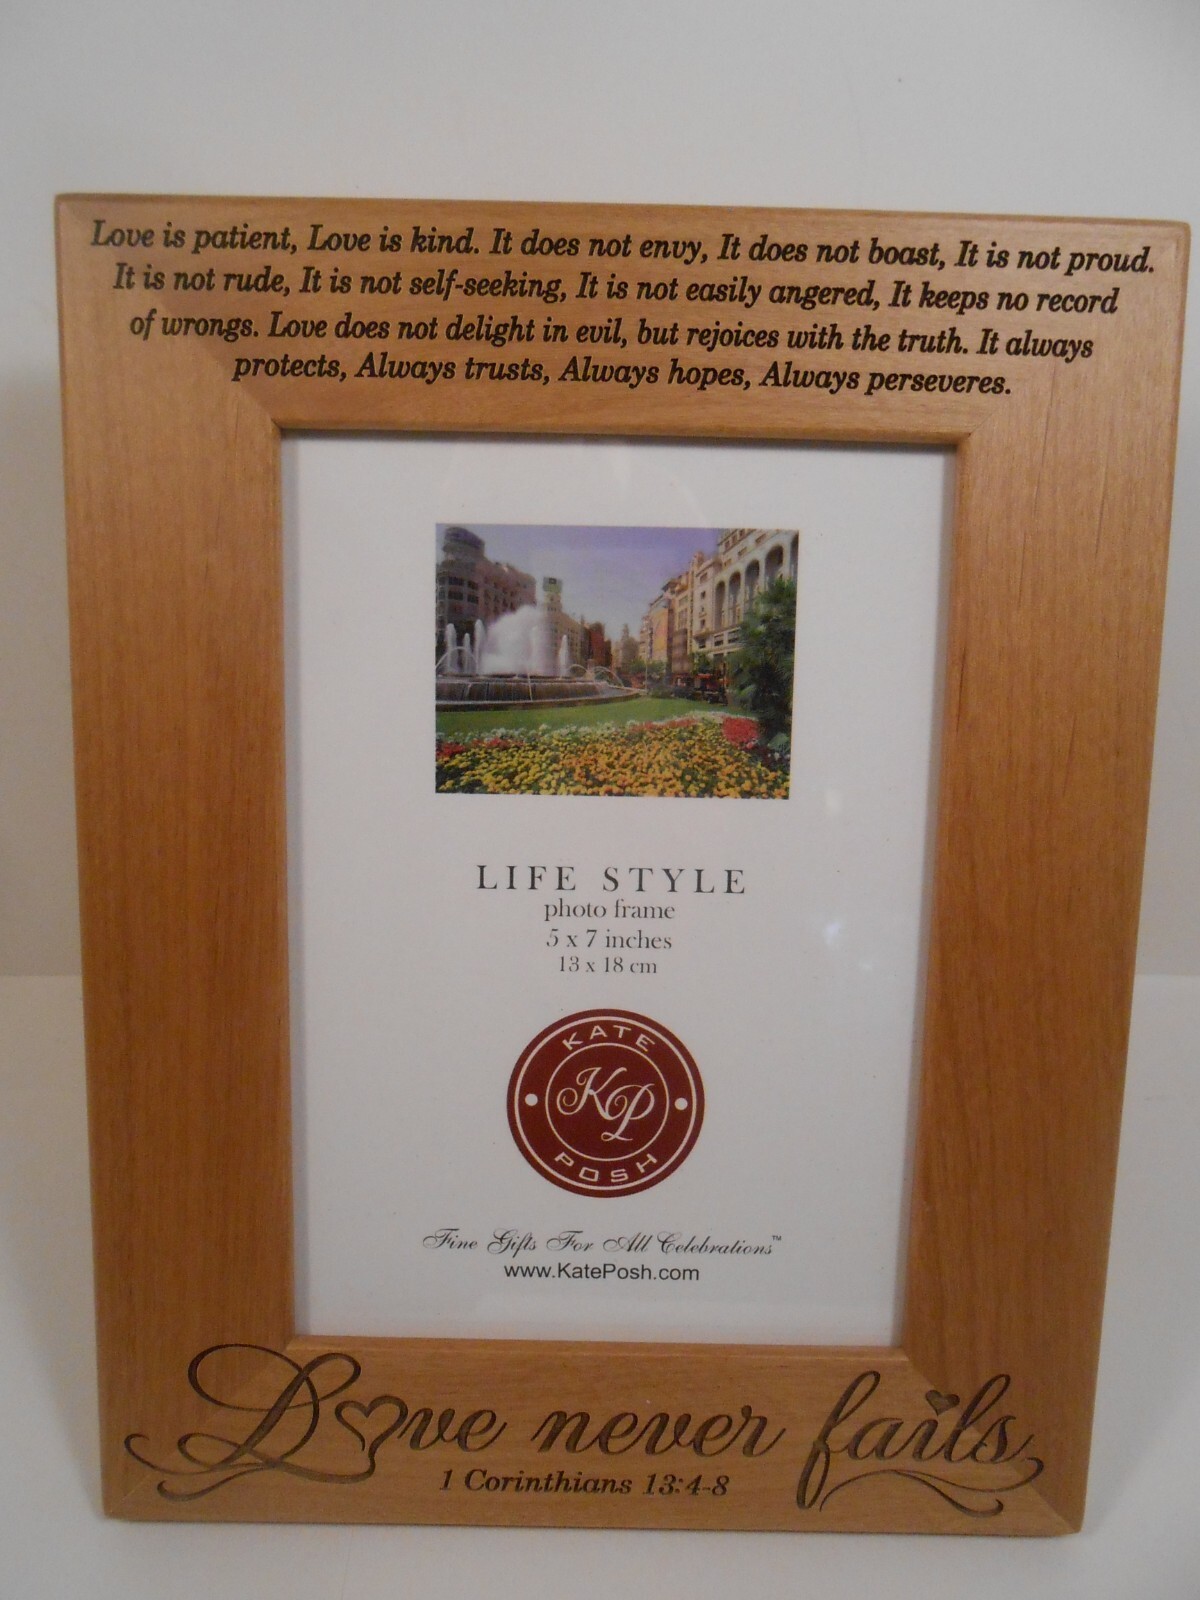 Love is patient, Love is kind. It does not envy, It does not boast, It is not proud.
It is not rude, It is not self-seeking, It is not easily angered, It keeps no record
of wrongs. Love does not delight in evil, but rejoices with the truth. It always
protects, Always trusts, Always hopes, Always perseveres.
LIFE STYLE
photo frame
5 x 7 inches
13 x 18 cm
KATE
KP
POSH
Fine Gifts For All Celebrations™
www.KatePosh.com
Love never fails
1 Corinthians 13:4-8